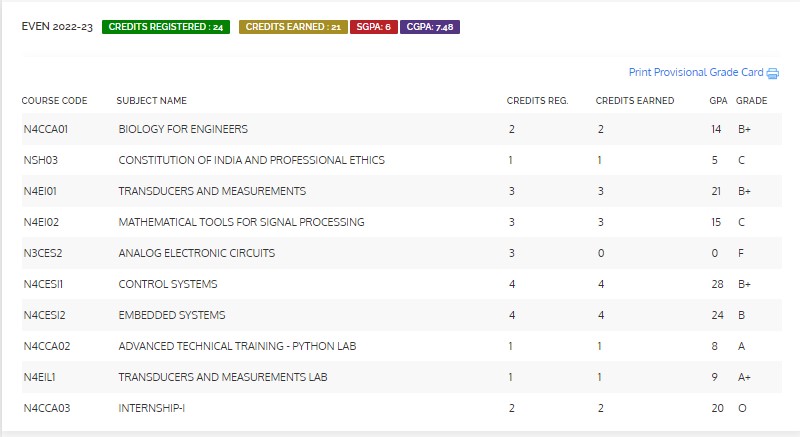 EVEN 2022-23 CREDITS REGISTERED : 24 CREDITS EARNED : 21 SGPA: 6 CGPA: 7.48
Print Provisional Grade Card
COURSE CODE SUBJECT NAME CREDITS REG. CREDITS EARNED GPA GRADE
N4CCA01 BIOLOGY FOR ENGINEERS 2 2 14 B+
NSH03 CONSTITUTION OF INDIA AND PROFESSIONAL ETHICS 1 1 5 C
N4EI01 TRANSDUCERS AND MEASUREMENTS 3 3 21 B+
N4EI02 MATHEMATICAL TOOLS FOR SIGNAL PROCESSING 3 3 15 C
N3CES2 ANALOG ELECTRONIC CIRCUITS 3 0 0 F
N4CESI1 CONTROL SYSTEMS 4 4 28 B+
N4CESI2 EMBEDDED SYSTEMS 4 4 24 B
N4CCA02 ADVANCED TECHNICAL TRAINING - PYTHON LAB 1 1 8 A
N4EIL1 TRANSDUCERS AND MEASUREMENTS LAB 1 1 9 A+
N4CCA03 INTERNSHIP-I 2 2 20 O